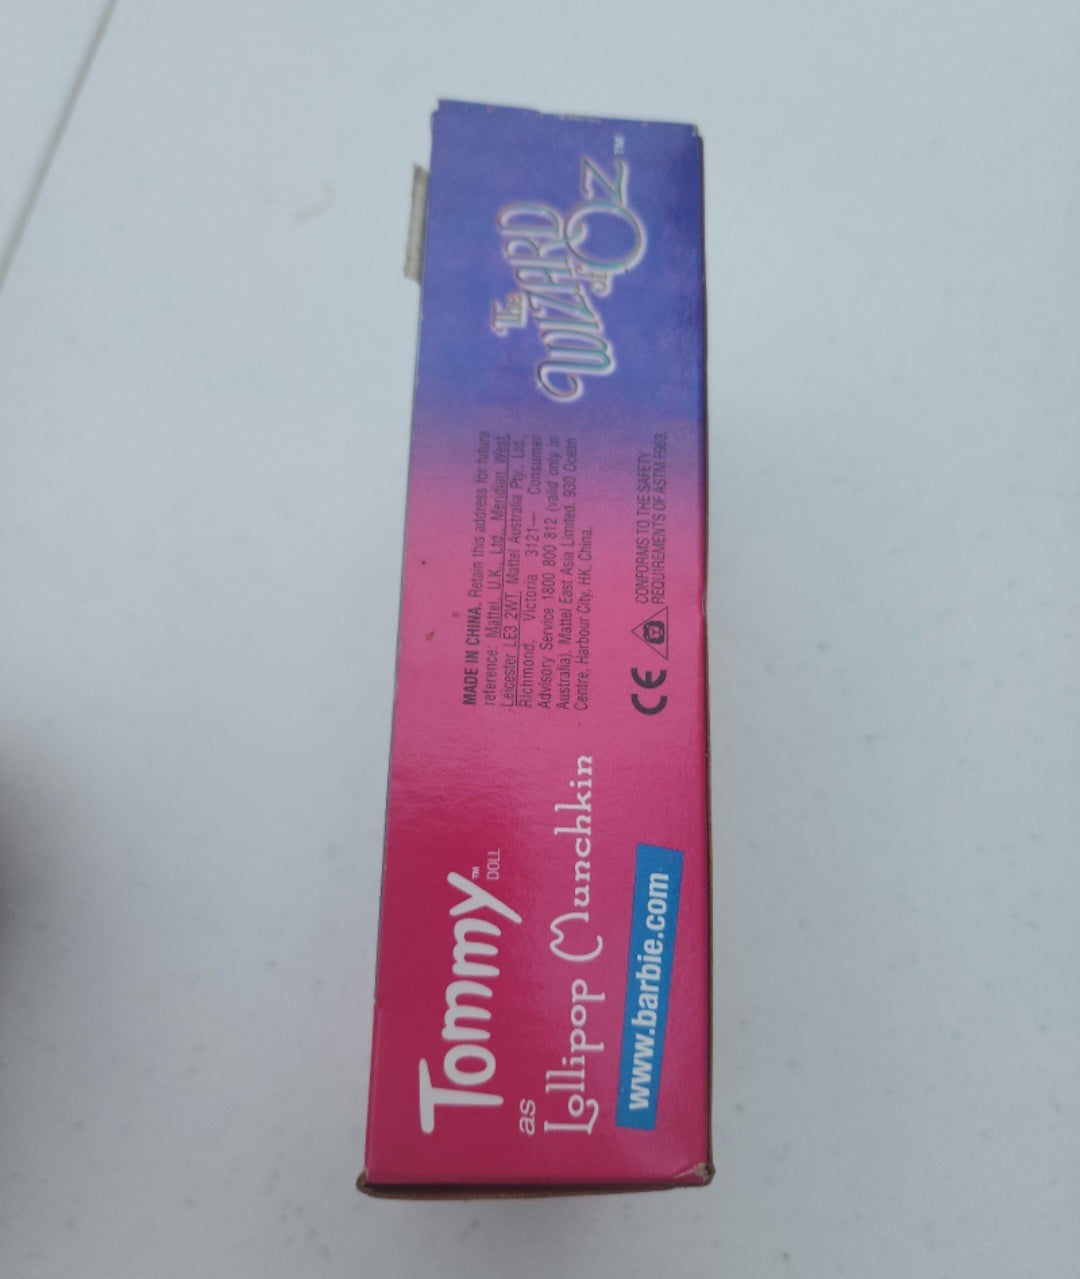 Tommy™
DOLL
as
Lollipop Munchkin
www.barbie.com
MADE IN CHINA. Retain this address for future
reference: Mattel, U.K., Ltd., Meridian West,
Leicester LE3 2WT. Mattel Australia Pty., Ltd.,
Richmond, Victoria 3121— Consumer
Advisory Service 1800 800 812 (valid only in
Australia). Mattel East Asia Limited, 930 Ocean
Centre, Harbour City, HK, China.
CE
CONFORMS TO THE SAFETY
REQUIREMENTS OF ASTM F963
The
WIZARD
of OZ™